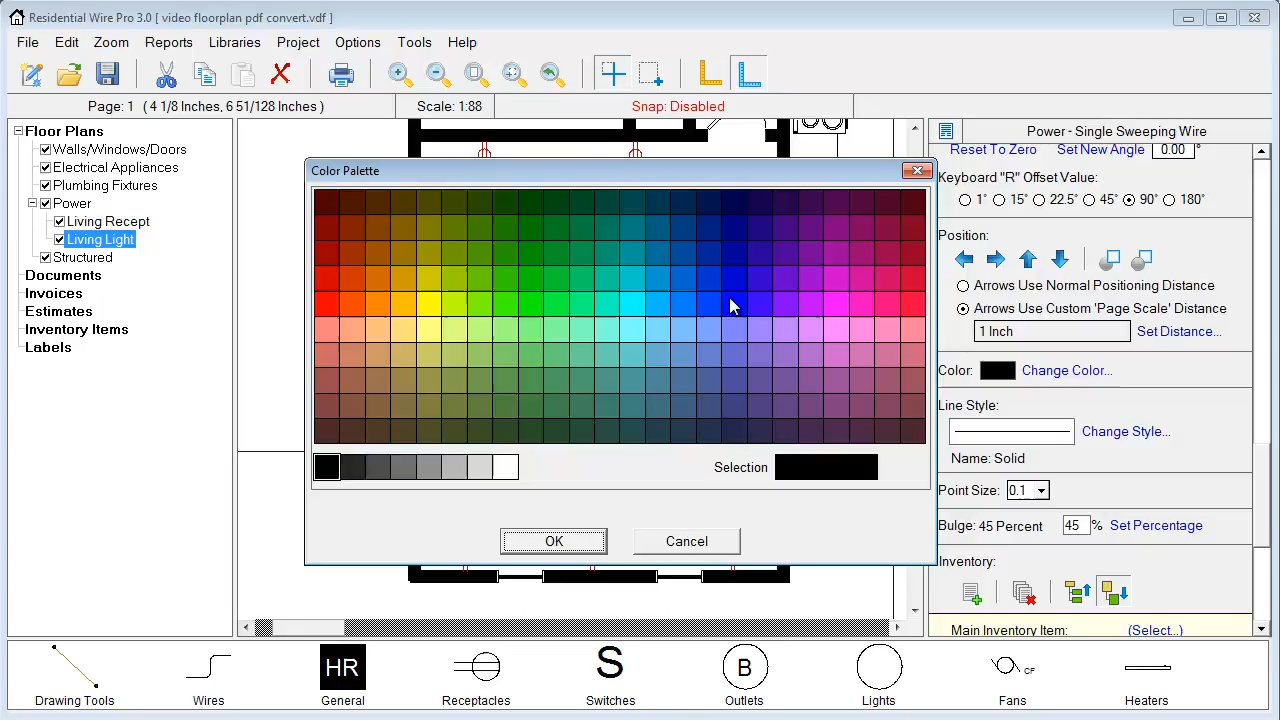 Residential Wire Pro 3.0 [ video floorplan pdf convert.vdf ]
File Edit Zoom Reports Libraries Project Options Tools Help
Page: 1 ( 4 1/8 Inches, 6 51/128 Inches ) Scale: 1:88 Snap: Disabled
Floor Plans
Walls/Windows/Doors
Electrical Appliances
Plumbing Fixtures
Power
Living Recept
Living Light
Structured
Documents
Invoices
Estimates
Inventory Items
Labels
Color Palette
Selection
OK Cancel
Power - Single Sweeping Wire
Reset To Zero Set New Angle 0.00 °
Keyboard "R" Offset Value:
1° 15° 22.5° 45° 90° 180°
Position:
Arrows Use Normal Positioning Distance
Arrows Use Custom 'Page Scale' Distance
1 Inch Set Distance...
Color: Change Color...
Line Style:
Change Style...
Name: Solid
Point Size: 0.1
Bulge: 45 Percent 45 % Set Percentage
Inventory:
Main Inventory Item: (Select...)
HR S B CF
Drawing Tools Wires General Receptacles Switches Outlets Lights Fans Heaters